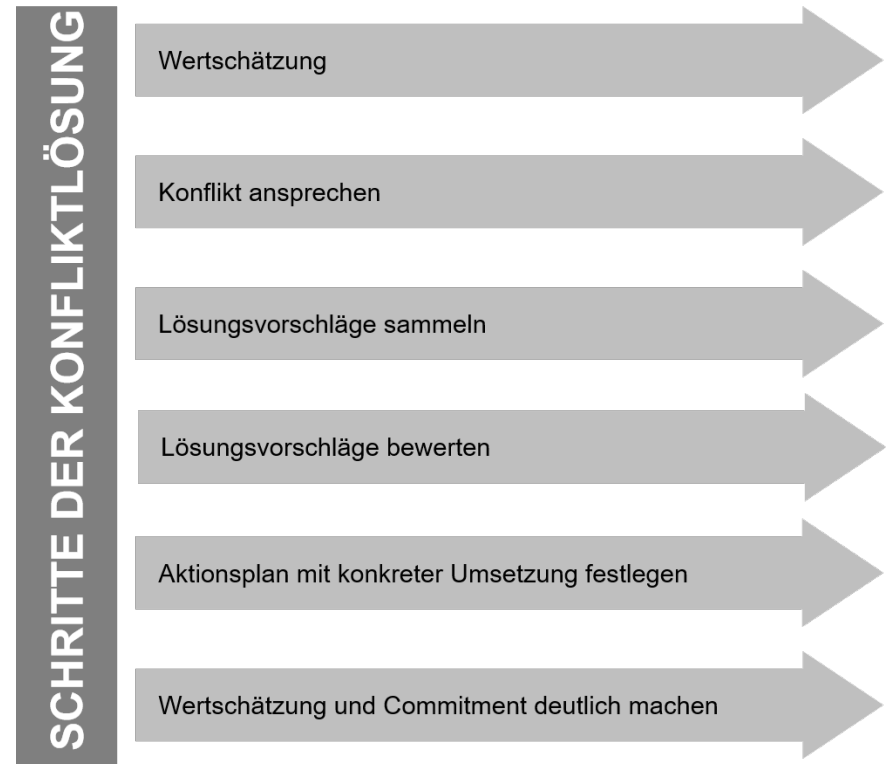 SCHRITTE DER KONFLIKTLÖSUNG
Wertschätzung
Konflikt ansprechen
Lösungsvorschläge sammeln
Lösungsvorschläge bewerten
Aktionsplan mit konkreter Umsetzung festlegen
Wertschätzung und Commitment deutlich machen